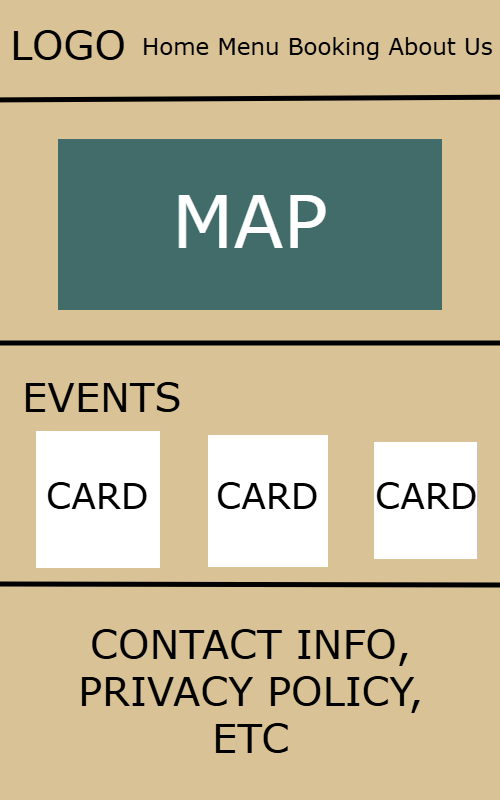 LOGO Home Menu Booking About Us
MAP
EVENTS
CARD CARD CARD
CONTACT INFO,
PRIVACY POLICY,
ETC